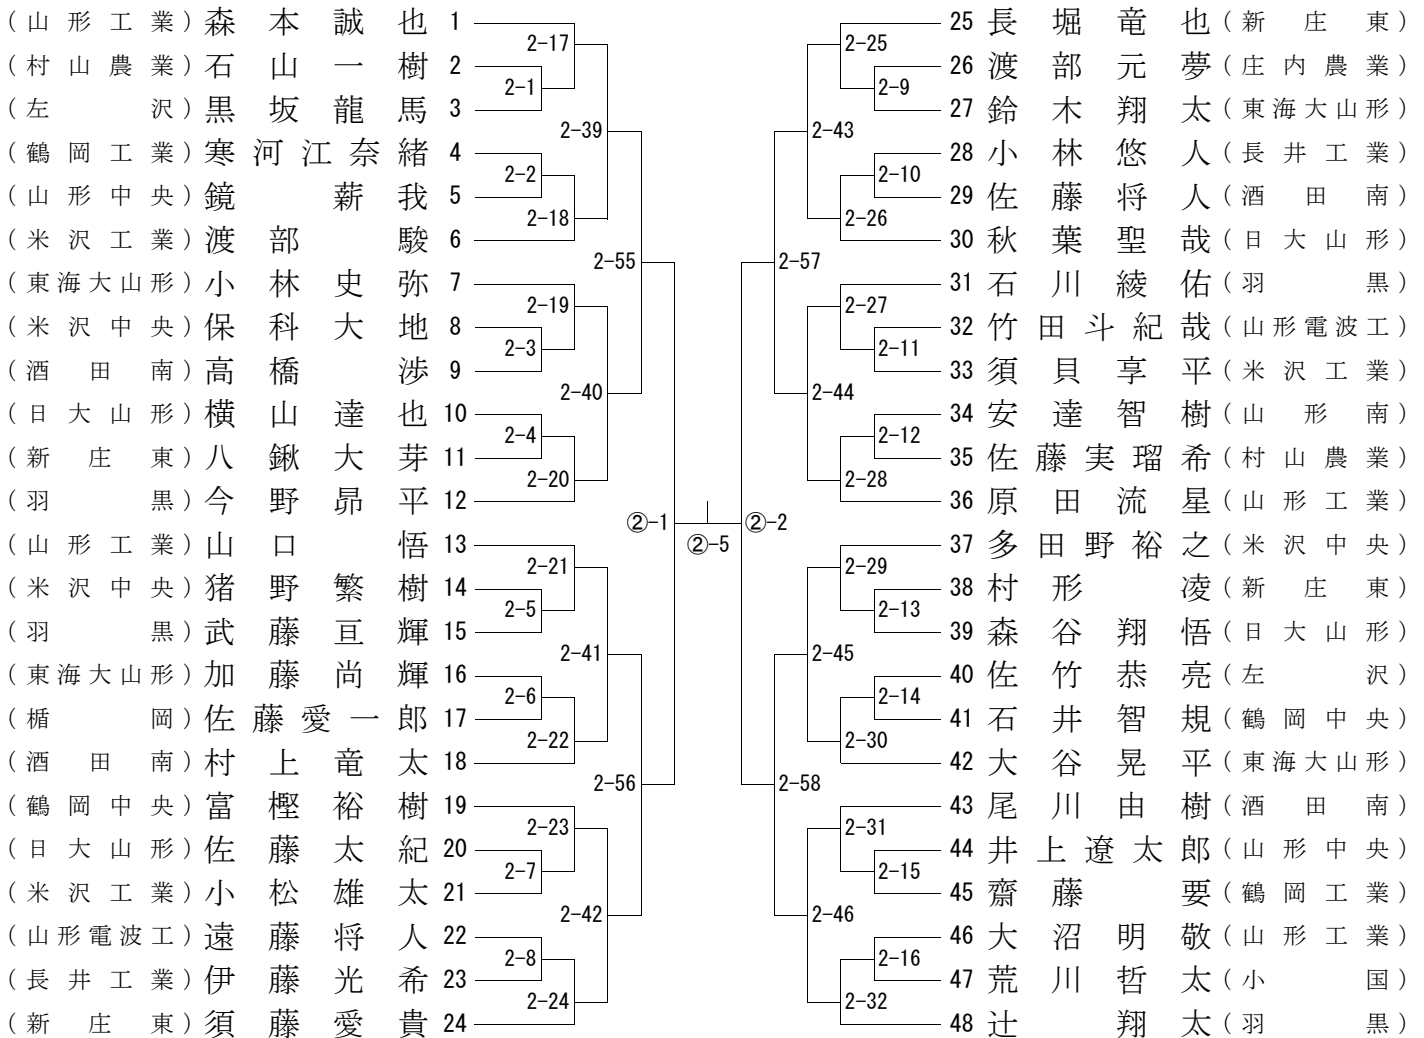 （山形工業）森本誠也 1
（村山農業）石山一樹 2
（左沢）黒坂龍馬 3
（鶴岡工業）寒河江奈緒 4
（山形中央）鏡薪我 5
（米沢工業）渡部駿 6
（東海大山形）小林史弥 7
（米沢中央）保科大地 8
（酒田南）高橋渉 9
（日大山形）横山達也 10
（新庄東）八鍬大芽 11
（羽黒）今野昴平 12
（山形工業）山口悟 13
（米沢中央）猪野繁樹 14
（羽黒）武藤亘輝 15
（東海大山形）加藤尚輝 16
（楯岡）佐藤愛一郎 17
（酒田南）村上竜太 18
（鶴岡中央）富樫裕樹 19
（日大山形）佐藤太紀 20
（米沢工業）小松雄太 21
（山形電波工）遠藤将人 22
（長井工業）伊藤光希 23
（新庄東）須藤愛貴 24
2-17
2-1
2-39
2-2
2-18
2-55
2-19
2-3
2-40
2-4
2-20
②-1
2-21
2-5
2-41
2-6
2-22
2-56
2-23
2-7
2-42
2-8
2-24
②-5
②-2
2-25
2-9
2-43
2-10
2-26
2-57
2-27
2-11
2-44
2-12
2-28
2-29
2-13
2-45
2-14
2-30
2-58
2-31
2-15
2-46
2-16
2-32
25 長堀竜也（新庄東）
26 渡部元夢（庄内農業）
27 鈴木翔太（東海大山形）
28 小林悠人（長井工業）
29 佐藤将人（酒田南）
30 秋葉聖哉（日大山形）
31 石川綾佑（羽黒）
32 竹田斗紀哉（山形電波工）
33 須貝享平（米沢工業）
34 安達智樹（山形南）
35 佐藤実瑠希（村山農業）
36 原田流星（山形工業）
37 多田野裕之（米沢中央）
38 村形凌（新庄東）
39 森谷翔悟（日大山形）
40 佐竹恭亮（左沢）
41 石井智規（鶴岡中央）
42 大谷晃平（東海大山形）
43 尾川由樹（酒田南）
44 井上遼太郎（山形中央）
45 齋藤要（鶴岡工業）
46 大沼明敬（山形工業）
47 荒川哲太（小国）
48 辻翔太（羽黒）